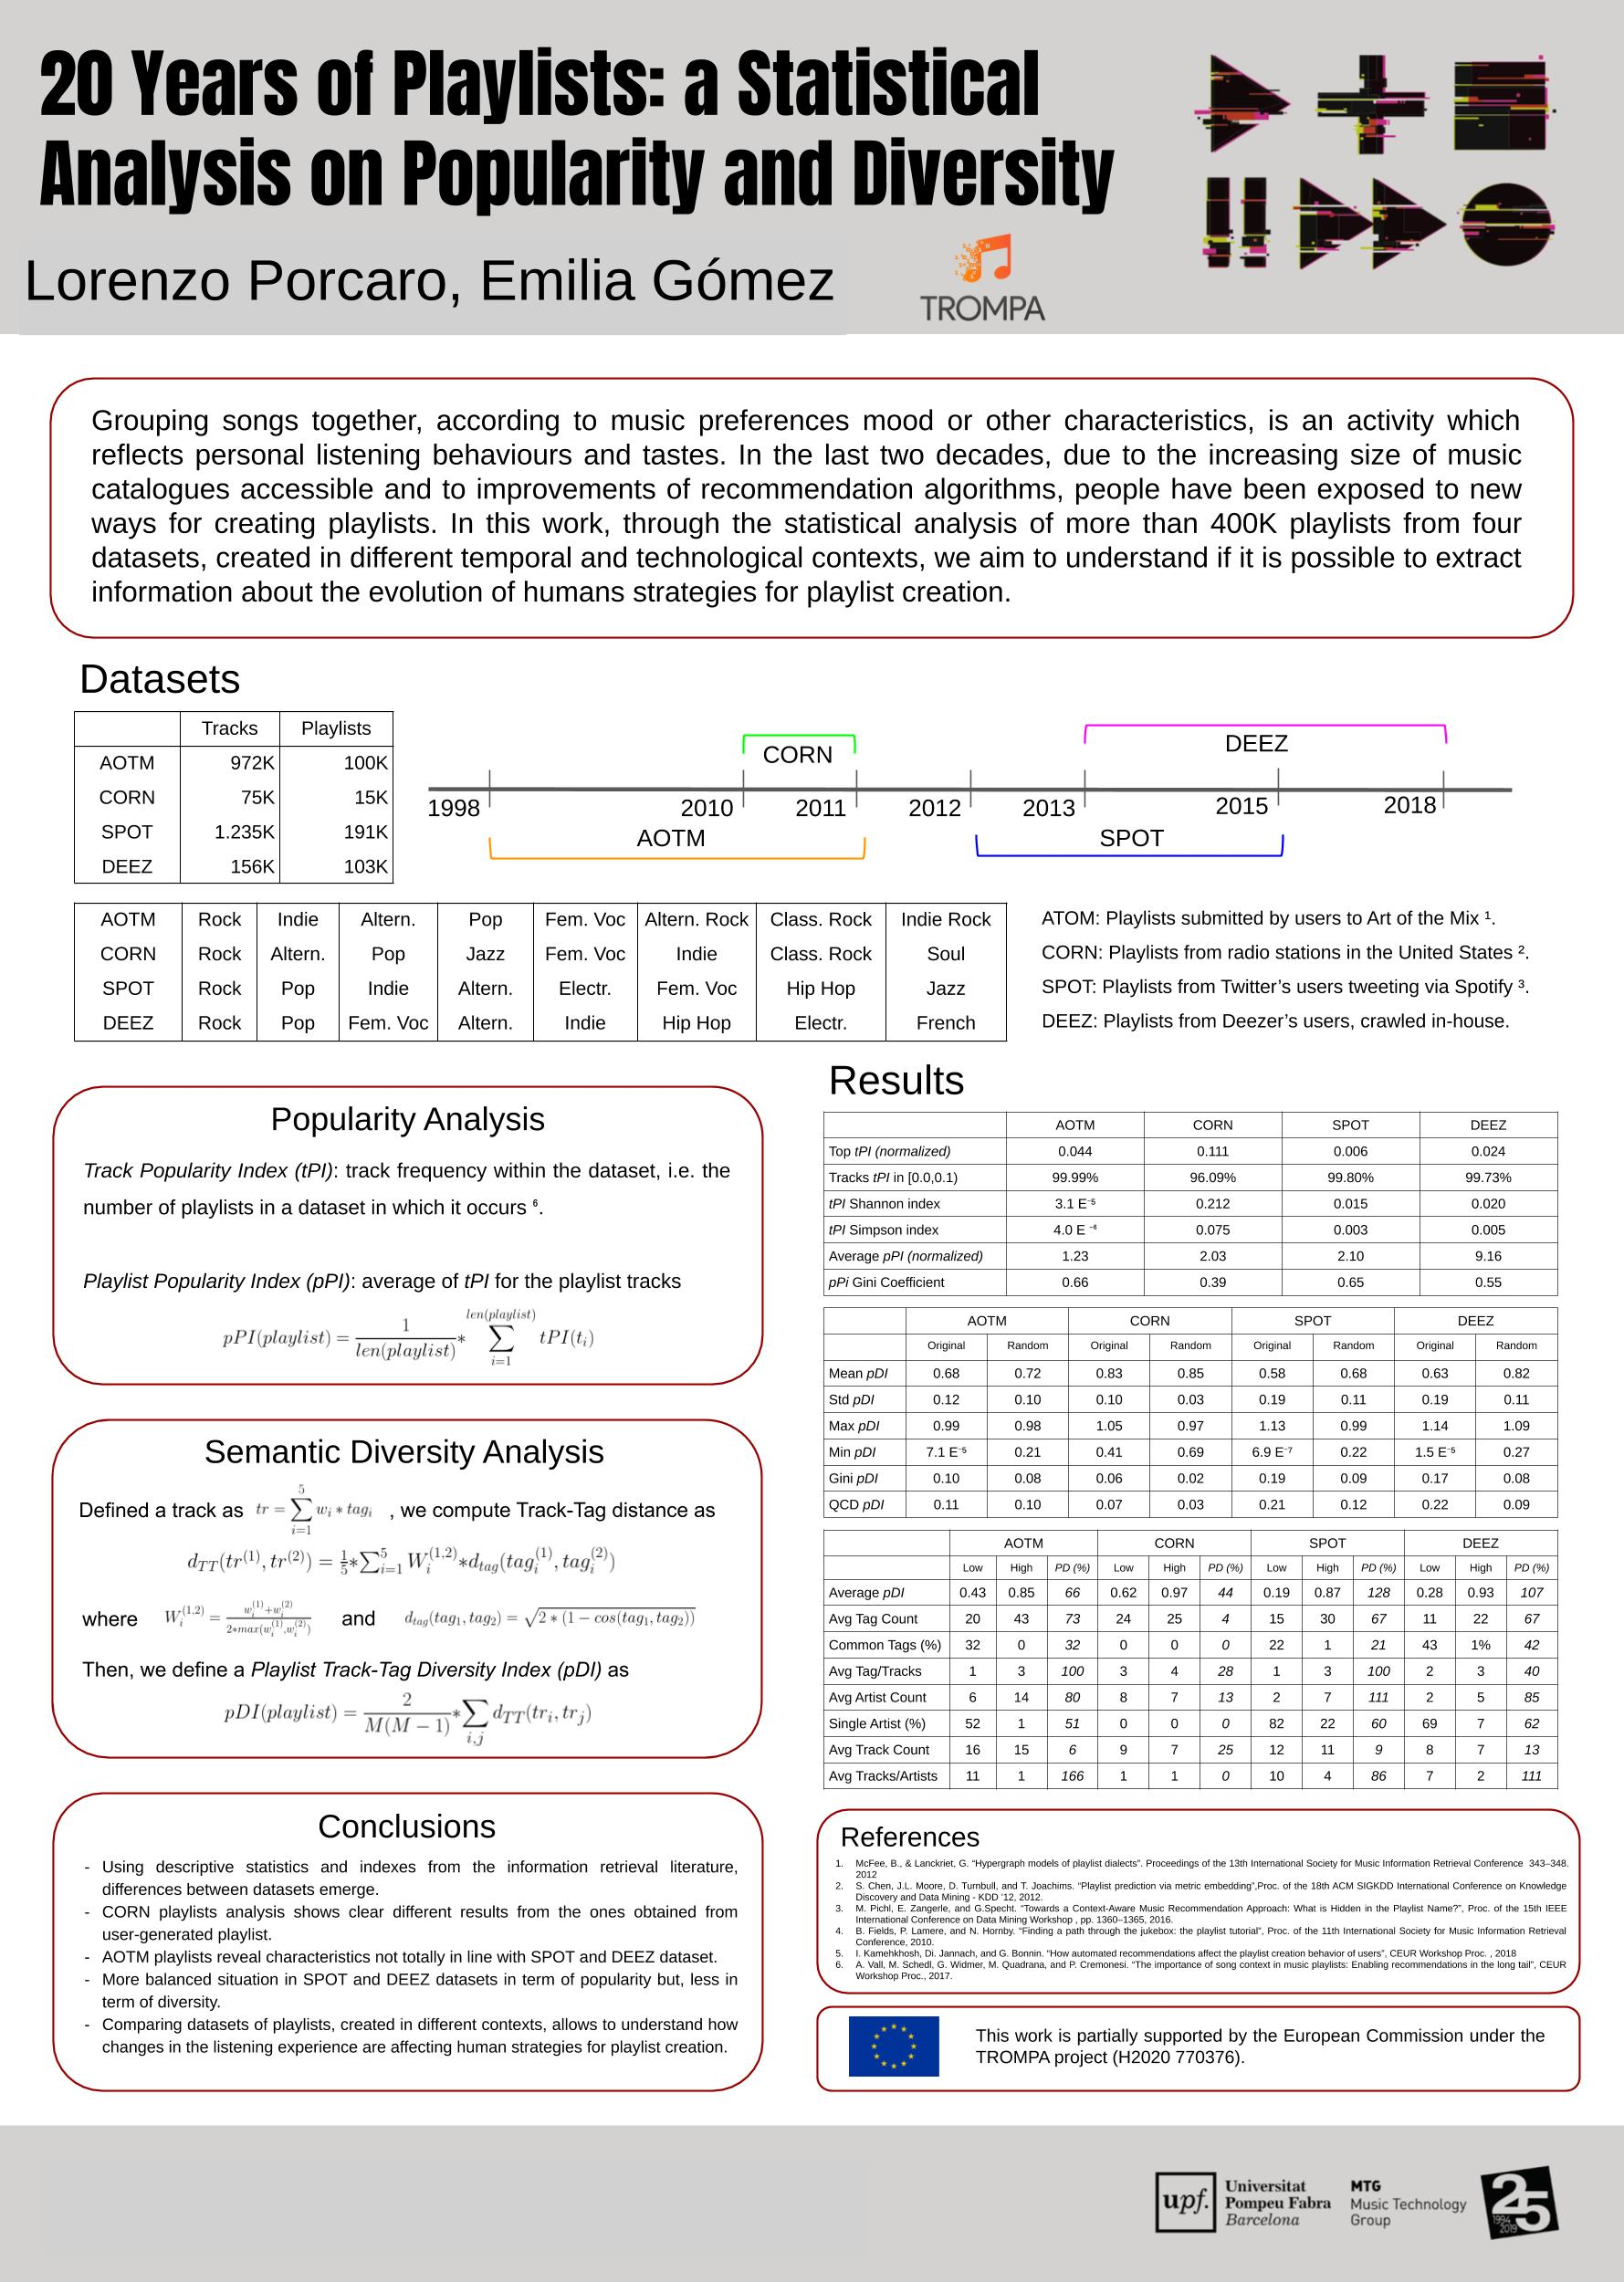 20 Years of Playlists: a Statistical
Analysis on Popularity and Diversity
Lorenzo Porcaro, Emilia Gómez
TROMPA
Grouping songs together, according to music preferences mood or other characteristics, is an activity which
reflects personal listening behaviours and tastes. In the last two decades, due to the increasing size of music
catalogues accessible and to improvements of recommendation algorithms, people have been exposed to new
ways for creating playlists. In this work, through the statistical analysis of more than 400K playlists from four
datasets, created in different temporal and technological contexts, we aim to understand if it is possible to extract
information about the evolution of humans strategies for playlist creation.
Datasets
Tracks Playlists
AOTM 972K 100K
CORN 75K 15K
SPOT 1.235K 191K
DEEZ 156K 103K
CORN DEEZ
1998 2010 2011 2012 2013 2015 2018
AOTM SPOT
AOTM Rock Indie Altern. Pop Fem. Voc Altern. Rock Class. Rock Indie Rock
CORN Rock Altern. Pop Jazz Fem. Voc Indie Class. Rock Soul
SPOT Rock Pop Indie Altern. Electr. Fem. Voc Hip Hop Jazz
DEEZ Rock Pop Fem. Voc Altern. Indie Hip Hop Electr. French
ATOM: Playlists submitted by users to Art of the Mix ¹.
CORN: Playlists from radio stations in the United States ².
SPOT: Playlists from Twitter’s users tweeting via Spotify ³.
DEEZ: Playlists from Deezer’s users, crawled in-house.
Popularity Analysis
Track Popularity Index (tPI): track frequency within the dataset, i.e. the
number of playlists in a dataset in which it occurs ⁶.
Playlist Popularity Index (pPI): average of tPI for the playlist tracks
pPI(playlist) = 1/len(playlist) * ∑_{i=1}^{len(playlist)} tPI(t_i)
Semantic Diversity Analysis
Defined a track as tr = ∑_{i=1}^{5} w_i * tag_i , we compute Track-Tag distance as
d_{TT}(tr^{(1)}, tr^{(2)}) = 1/5 * ∑_{i=1}^{5} W_i^{(1,2)} * d_{tag}(tag_i^{(1)}, tag_i^{(2)})
where W_i^{(1,2)} = (w_i^{(1)}+w_i^{(2)})/(2*max(w_i^{(1)},w_i^{(2)})) and d_{tag}(tag_1, tag_2) = √(2 * (1 − cos(tag_1, tag_2)))
Then, we define a Playlist Track-Tag Diversity Index (pDI) as
pDI(playlist) = 2/(M(M − 1)) * ∑_{i,j} d_{TT}(tr_i, tr_j)
Conclusions
- Using descriptive statistics and indexes from the information retrieval literature,
differences between datasets emerge.
- CORN playlists analysis shows clear different results from the ones obtained from
user-generated playlist.
- AOTM playlists reveal characteristics not totally in line with SPOT and DEEZ dataset.
- More balanced situation in SPOT and DEEZ datasets in term of popularity but, less in
term of diversity.
- Comparing datasets of playlists, created in different contexts, allows to understand how
changes in the listening experience are affecting human strategies for playlist creation.
Results
AOTM CORN SPOT DEEZ
Top tPI (normalized) 0.044 0.111 0.006 0.024
Tracks tPI in [0.0,0.1) 99.99% 96.09% 99.80% 99.73%
tPI Shannon index 3.1 E⁻⁵ 0.212 0.015 0.020
tPI Simpson index 4.0 E ⁻⁶ 0.075 0.003 0.005
Average pPI (normalized) 1.23 2.03 2.10 9.16
pPi Gini Coefficient 0.66 0.39 0.65 0.55
AOTM CORN SPOT DEEZ
Original Random Original Random Original Random Original Random
Mean pDI 0.68 0.72 0.83 0.85 0.58 0.68 0.63 0.82
Std pDI 0.12 0.10 0.10 0.03 0.19 0.11 0.19 0.11
Max pDI 0.99 0.98 1.05 0.97 1.13 0.99 1.14 1.09
Min pDI 7.1 E⁻⁵ 0.21 0.41 0.69 6.9 E⁻⁷ 0.22 1.5 E⁻⁵ 0.27
Gini pDI 0.10 0.08 0.06 0.02 0.19 0.09 0.17 0.08
QCD pDI 0.11 0.10 0.07 0.03 0.21 0.12 0.22 0.09
AOTM CORN SPOT DEEZ
Low High PD (%) Low High PD (%) Low High PD (%) Low High PD (%)
Average pDI 0.43 0.85 66 0.62 0.97 44 0.19 0.87 128 0.28 0.93 107
Avg Tag Count 20 43 73 24 25 4 15 30 67 11 22 67
Common Tags (%) 32 0 32 0 0 0 22 1 21 43 1% 42
Avg Tag/Tracks 1 3 100 3 4 28 1 3 100 2 3 40
Avg Artist Count 6 14 80 8 7 13 2 7 111 2 5 85
Single Artist (%) 52 1 51 0 0 0 82 22 60 69 7 62
Avg Track Count 16 15 6 9 7 25 12 11 9 8 7 13
Avg Tracks/Artists 11 1 166 1 1 0 10 4 86 7 2 111
References
1. McFee, B., & Lanckriet, G. “Hypergraph models of playlist dialects”. Proceedings of the 13th International Society for Music Information Retrieval Conference 343–348.
2012
2. S. Chen, J.L. Moore, D. Turnbull, and T. Joachims. “Playlist prediction via metric embedding”,Proc. of the 18th ACM SIGKDD International Conference on Knowledge
Discovery and Data Mining - KDD ’12, 2012.
3. M. Pichl, E. Zangerle, and G.Specht. “Towards a Context-Aware Music Recommendation Approach: What is Hidden in the Playlist Name?”, Proc. of the 15th IEEE
International Conference on Data Mining Workshop , pp. 1360–1365, 2016.
4. B. Fields, P. Lamere, and N. Hornby. “Finding a path through the jukebox: the playlist tutorial”, Proc. of the 11th International Society for Music Information Retrieval
Conference, 2010.
5. I. Kamehkhosh, Di. Jannach, and G. Bonnin. “How automated recommendations affect the playlist creation behavior of users”, CEUR Workshop Proc. , 2018
6. A. Vall, M. Schedl, G. Widmer, M. Quadrana, and P. Cremonesi. “The importance of song context in music playlists: Enabling recommendations in the long tail”, CEUR
Workshop Proc., 2017.
This work is partially supported by the European Commission under the
TROMPA project (H2020 770376).
upf. Universitat
Pompeu Fabra
Barcelona
MTG
Music Technology
Group
25
1994
2019